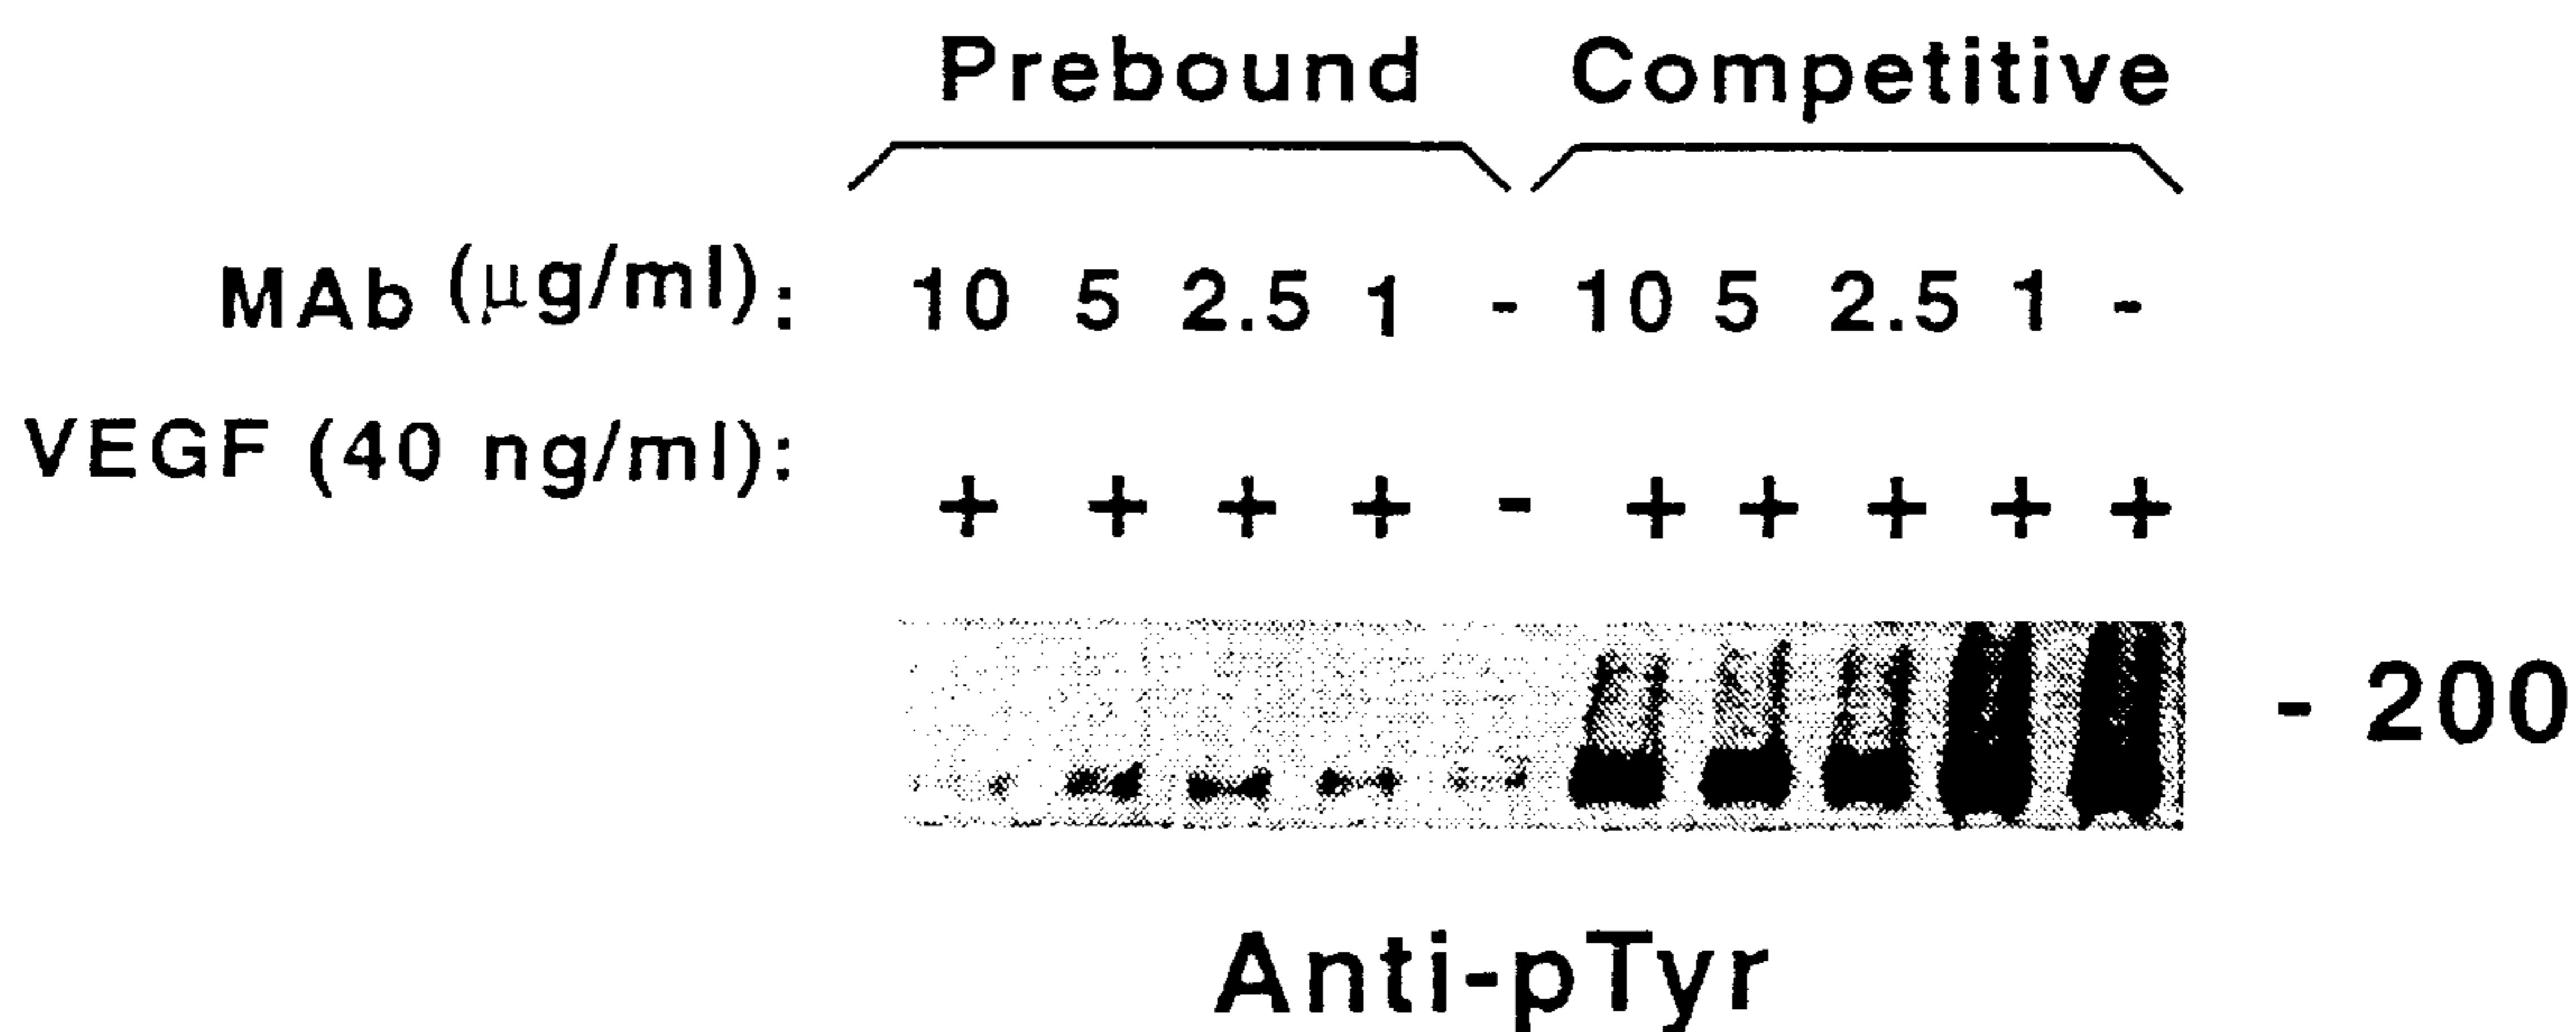 Prebound Competitive
MAb (µg/ml): 10 5 2.5 1 - 10 5 2.5 1 -
VEGF (40 ng/ml): + + + + - + + + + +
- 200
Anti-pTyr